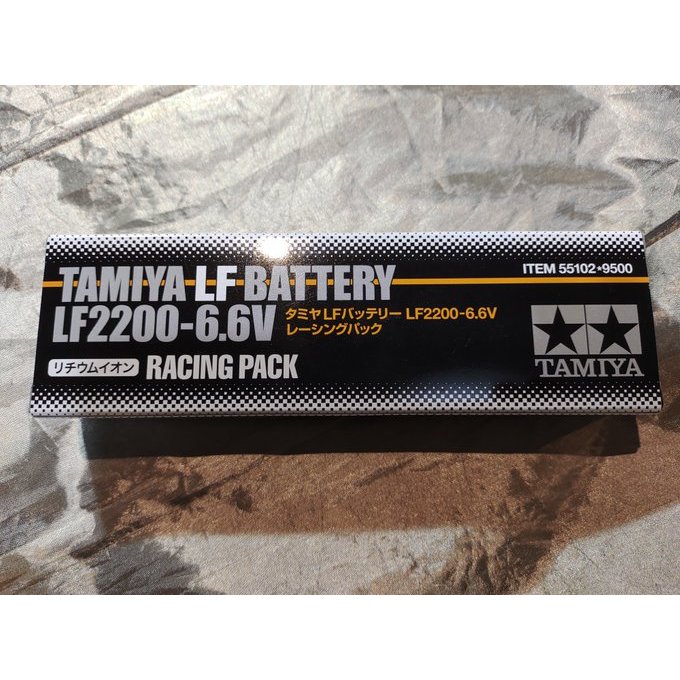 TAMIYA LF BATTERY
ITEM 55102*9500
LF2200-6.6V
タミヤLFバッテリー LF2200-6.6V
レーシングパック
リチウムイオン RACING PACK
TAMIYA